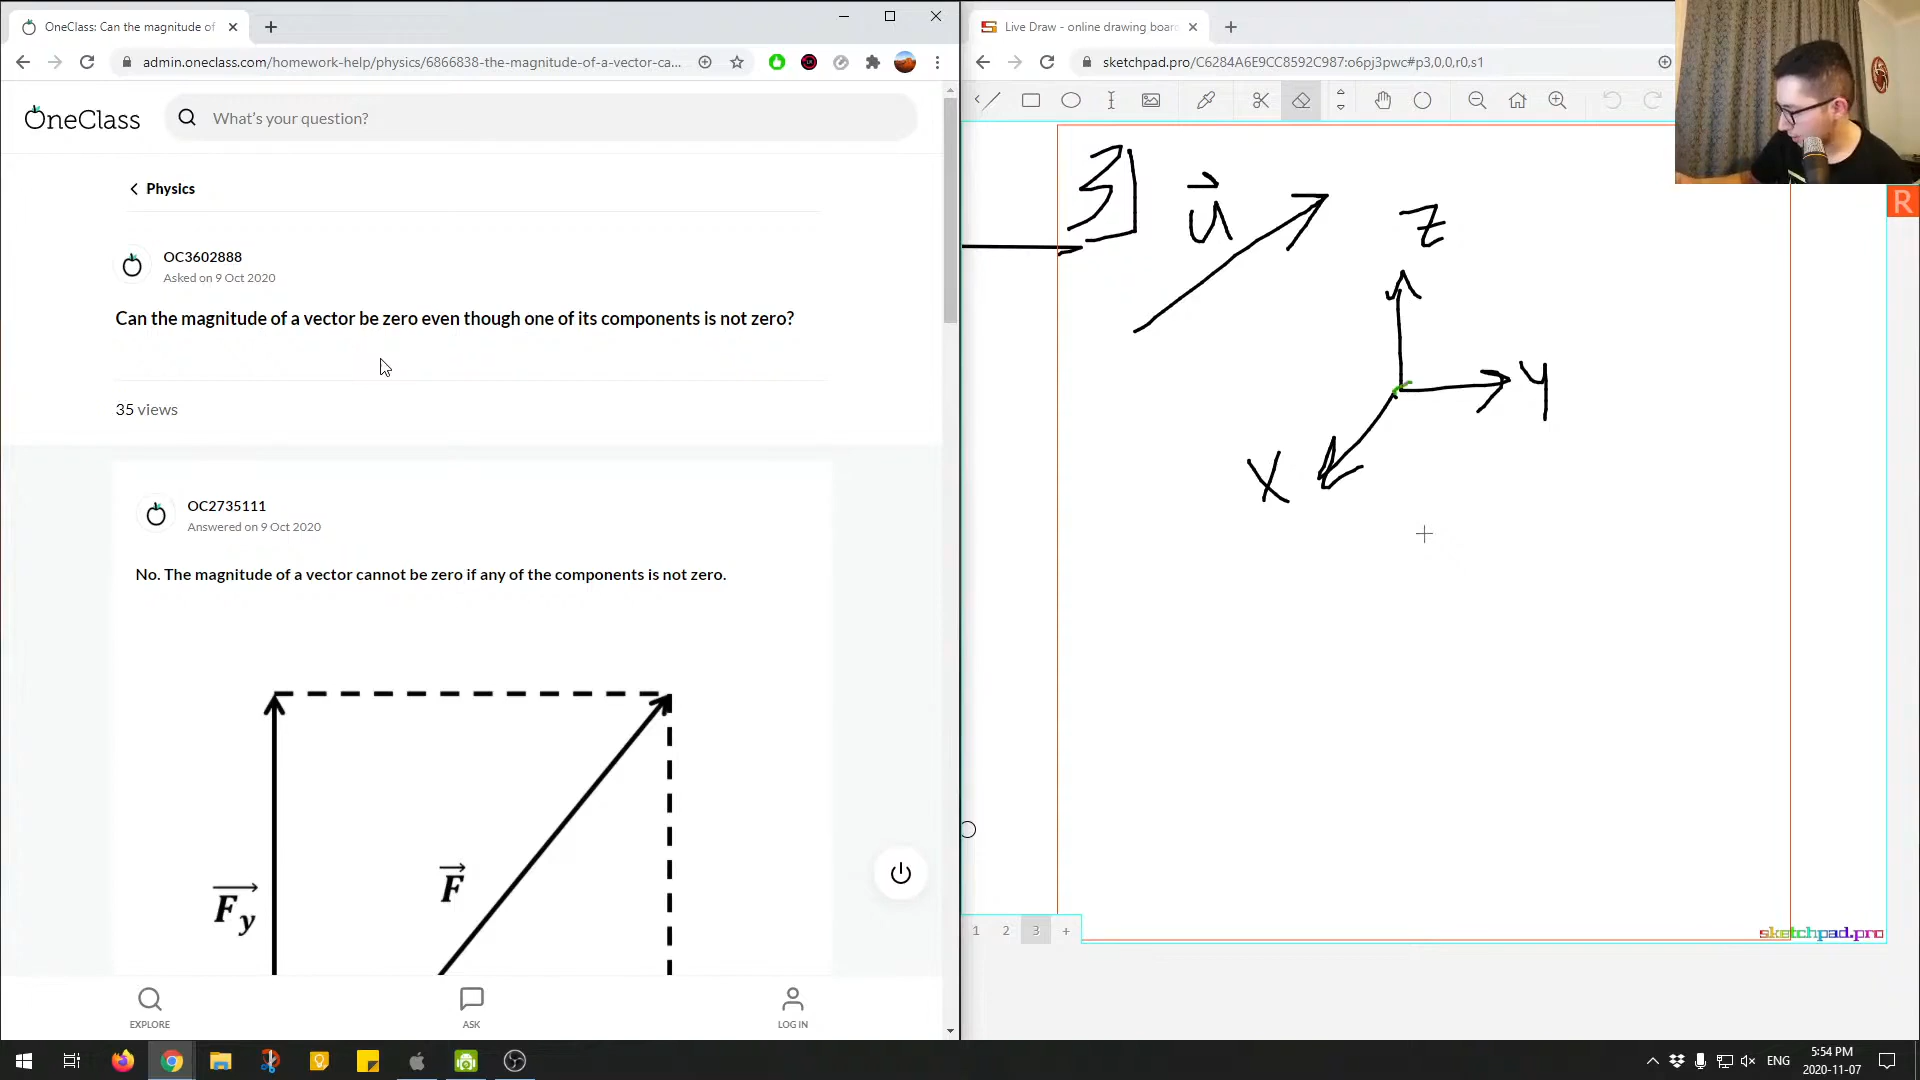 OneClass: Can the magnitude of
Live Draw - online drawing board
admin.oneclass.com/homework-help/physics/6866838-the-magnitude-of-a-vector-ca...
sketchpad.pro/C6284A6E9CC8592C987:o6pj3pwc#p3,0,0,r0,s1
OneClass
What's your question?
Physics
OC3602888
Asked on 9 Oct 2020
Can the magnitude of a vector be zero even though one of its components is not zero?
35 views
OC2735111
Answered on 9 Oct 2020
No. The magnitude of a vector cannot be zero if any of the components is not zero.
F
Fy
EXPLORE
ASK
LOG IN
3]
u
z
y
x
R
1 2 3 +
sketchpad.pro
ENG
5:54 PM
2020-11-07